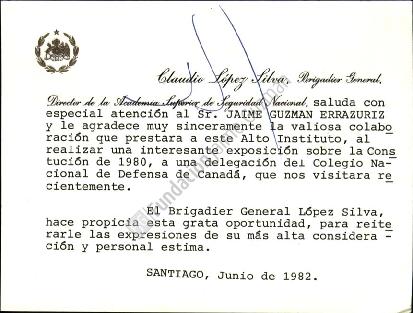 Claudio López Silva, Brigadier General,
Director de la Academia Superior de Seguridad Nacional, saluda con
especial atención al Sr. JAIME GUZMAN ERRAZURIZ
y le agradece muy sinceramente la valiosa colabo
ración que prestara a este Alto Instituto, al
realizar una interesante exposición sobre la Cons
titución de 1980, a una delegación del Colegio Na
cional de Defensa de Canadá, que nos visitara re
cientemente.
El Brigadier General López Silva,
hace propicia esta grata oportunidad, para reite
rarle las expresiones de su más alta considera
ción y personal estima.
SANTIAGO, Junio de 1982.